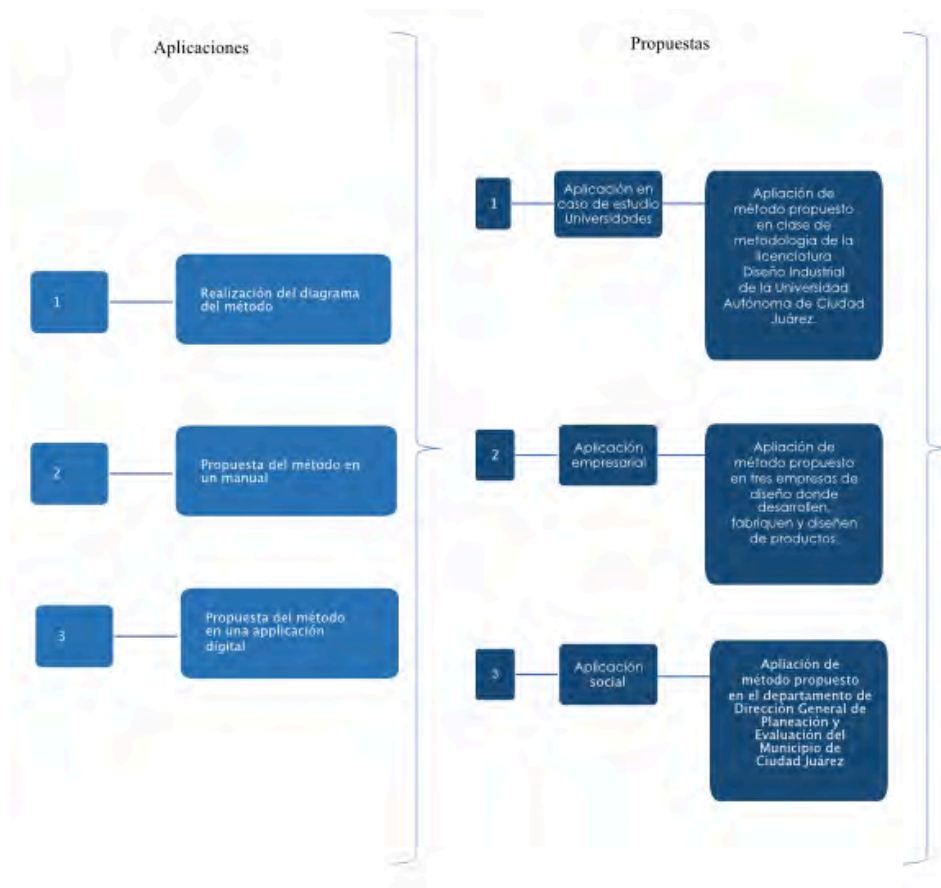 Aplicaciones
1
Realización del diagrama
del método
2
Propuesta del método en
un manual
3
Propuesta del método
en una applicación
digital
Propuestas
1
Aplicación en
caso de estudio
Universidades
Apliación de
método propuesto
en clase de
metodología de la
licenciatura
Diseño Industrial
de la Universidad
Autónoma de Ciudad
Juárez.
2
Aplicación
empresarial
Apliación de
método propuesto
en tres empresas de
diseño donde
desarrollen,
fabriquen y diseñen
de productos
3
Aplicación
social
Apliación de
método propuesto
en el departamento de
Dirección General de
Planeación y
Evaluación del
Municipio de
Ciudad Juárez